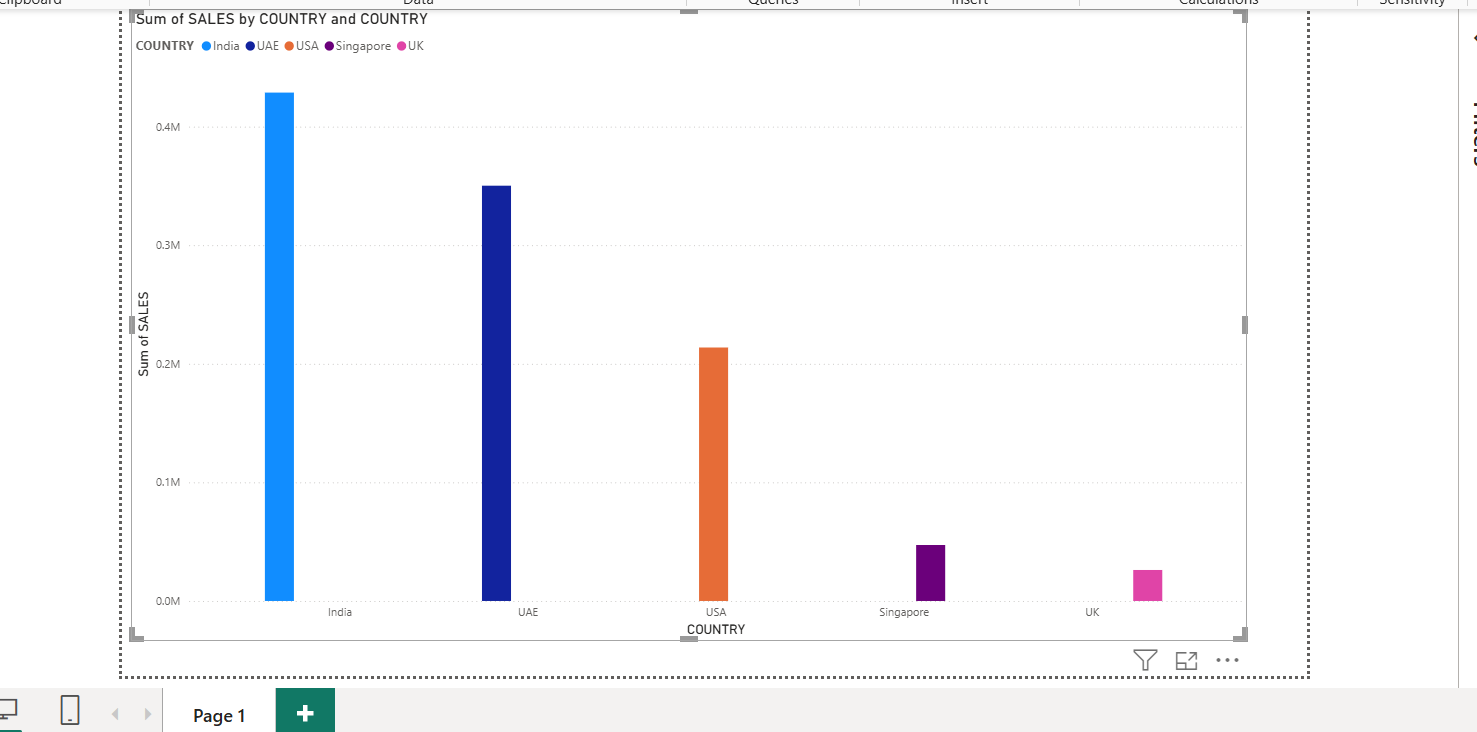 Clipboard Data Queries Insert Calculations Sensitivity
Sum of SALES by COUNTRY and COUNTRY
COUNTRY India UAE USA Singapore UK
0.4M
0.3M
0.2M
0.1M
0.0M
Sum of SALES
India UAE USA Singapore UK
COUNTRY
Page 1